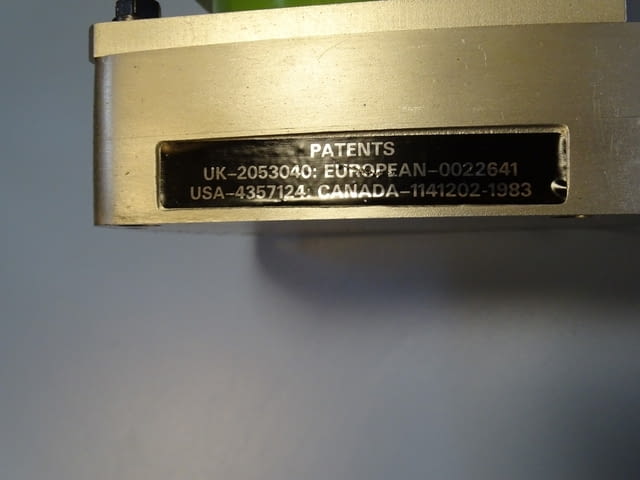 PATENTS
UK-2053040: EUROPEAN-0022641
USA-4357124: CANADA-1141202-1983